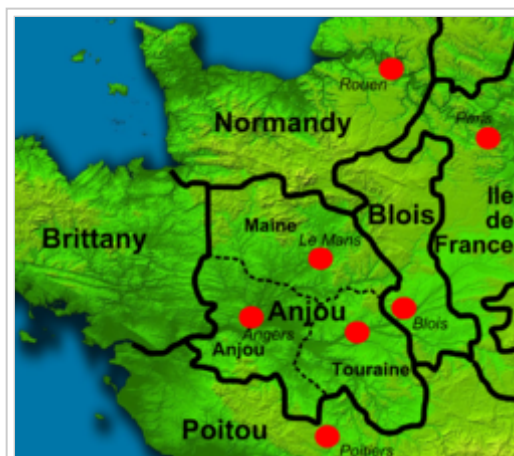 Rouen
Paris
Normandy
Ile
de
France
Blois
Maine
Brittany
Le Mans
Anjou
Blois
Angers
Anjou
Touraine
Poitou
Poitiers